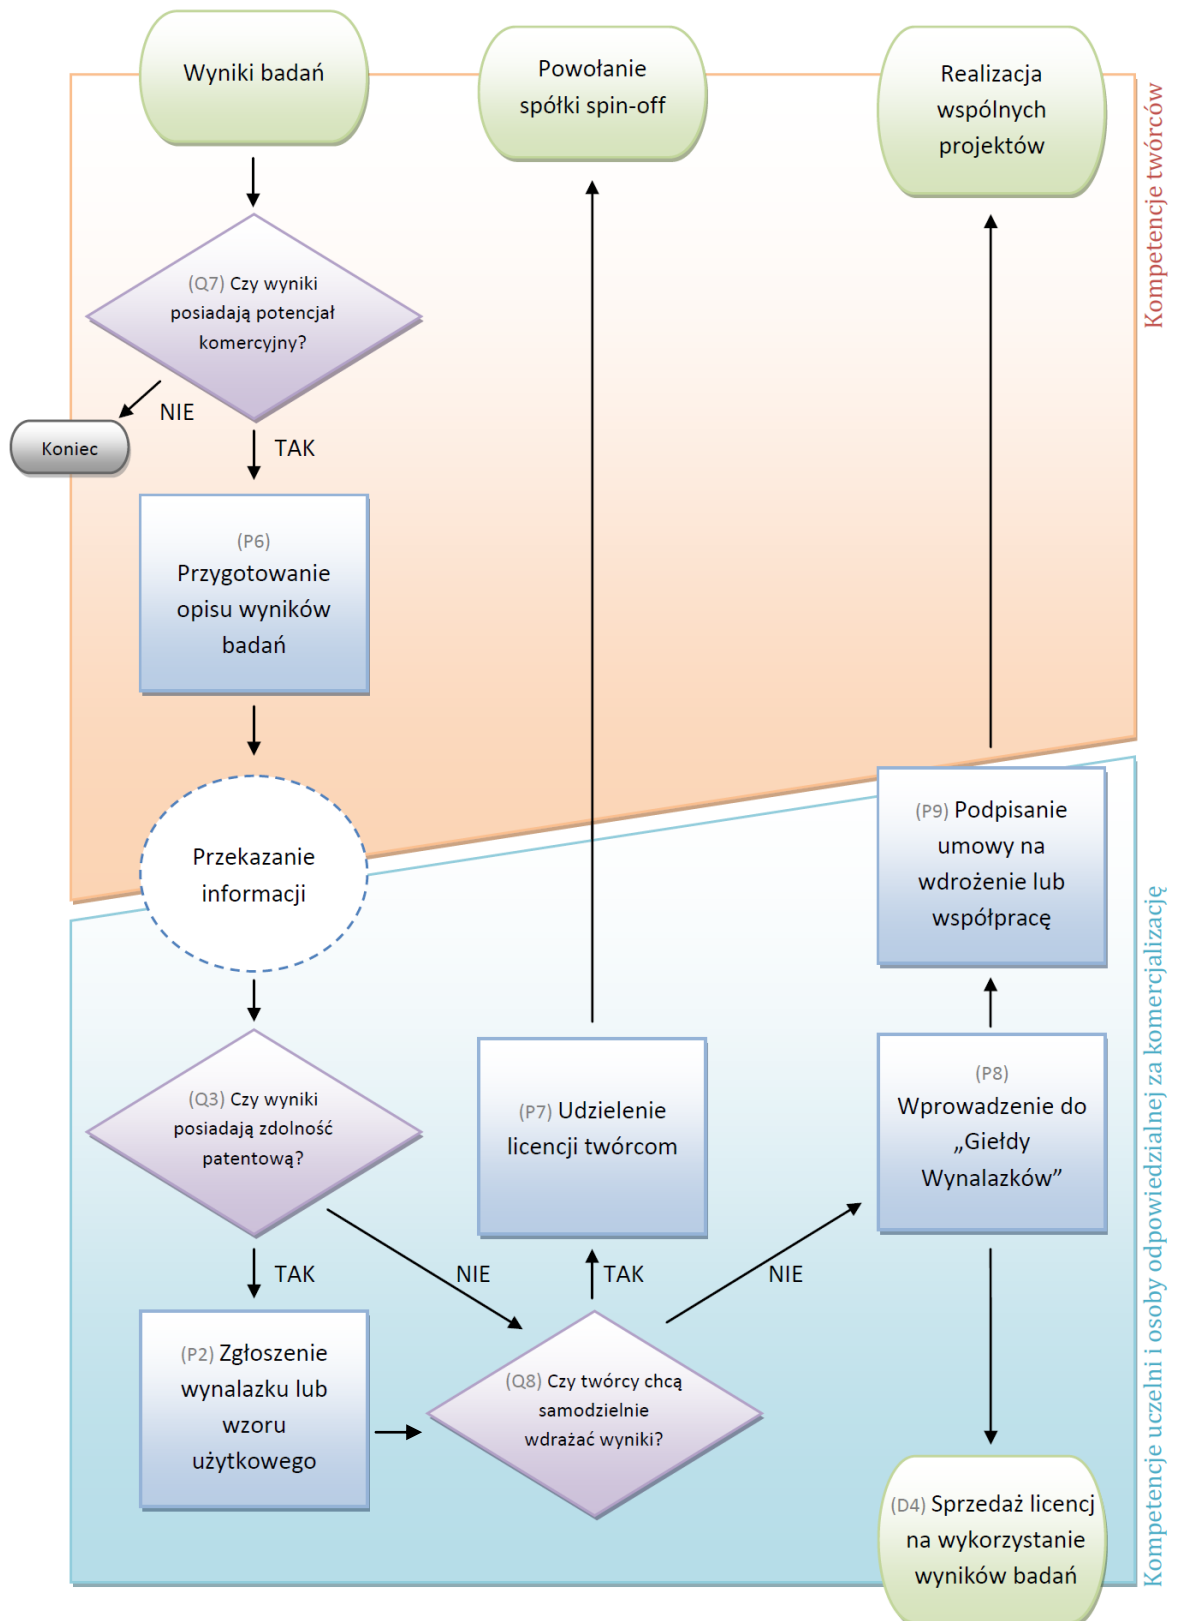 Wyniki badań
Powołanie
spółki spin-off
Realizacja
wspólnych
projektów
Kompetencje twórców
(Q7) Czy wyniki
posiadają potencjał
komercyjny?
NIE
Koniec
TAK
(P6)
Przygotowanie
opisu wyników
badań
Przekazanie
informacji
(P9) Podpisanie
umowy na
wdrożenie lub
współpracę
Kompetencje uczelni i osoby odpowiedzialnej za komercjalizację
(Q3) Czy wyniki
posiadają zdolność
patentową?
(P7) Udzielenie
licencji twórcom
(P8)
Wprowadzenie do
„Giełdy
Wynalazków”
TAK
NIE
TAK
NIE
(P2) Zgłoszenie
wynalazku lub
wzoru
użytkowego
(Q8) Czy twórcy chcą
samodzielnie
wdrażać wyniki?
(D4) Sprzedaż licencj
na wykorzystanie
wyników badań